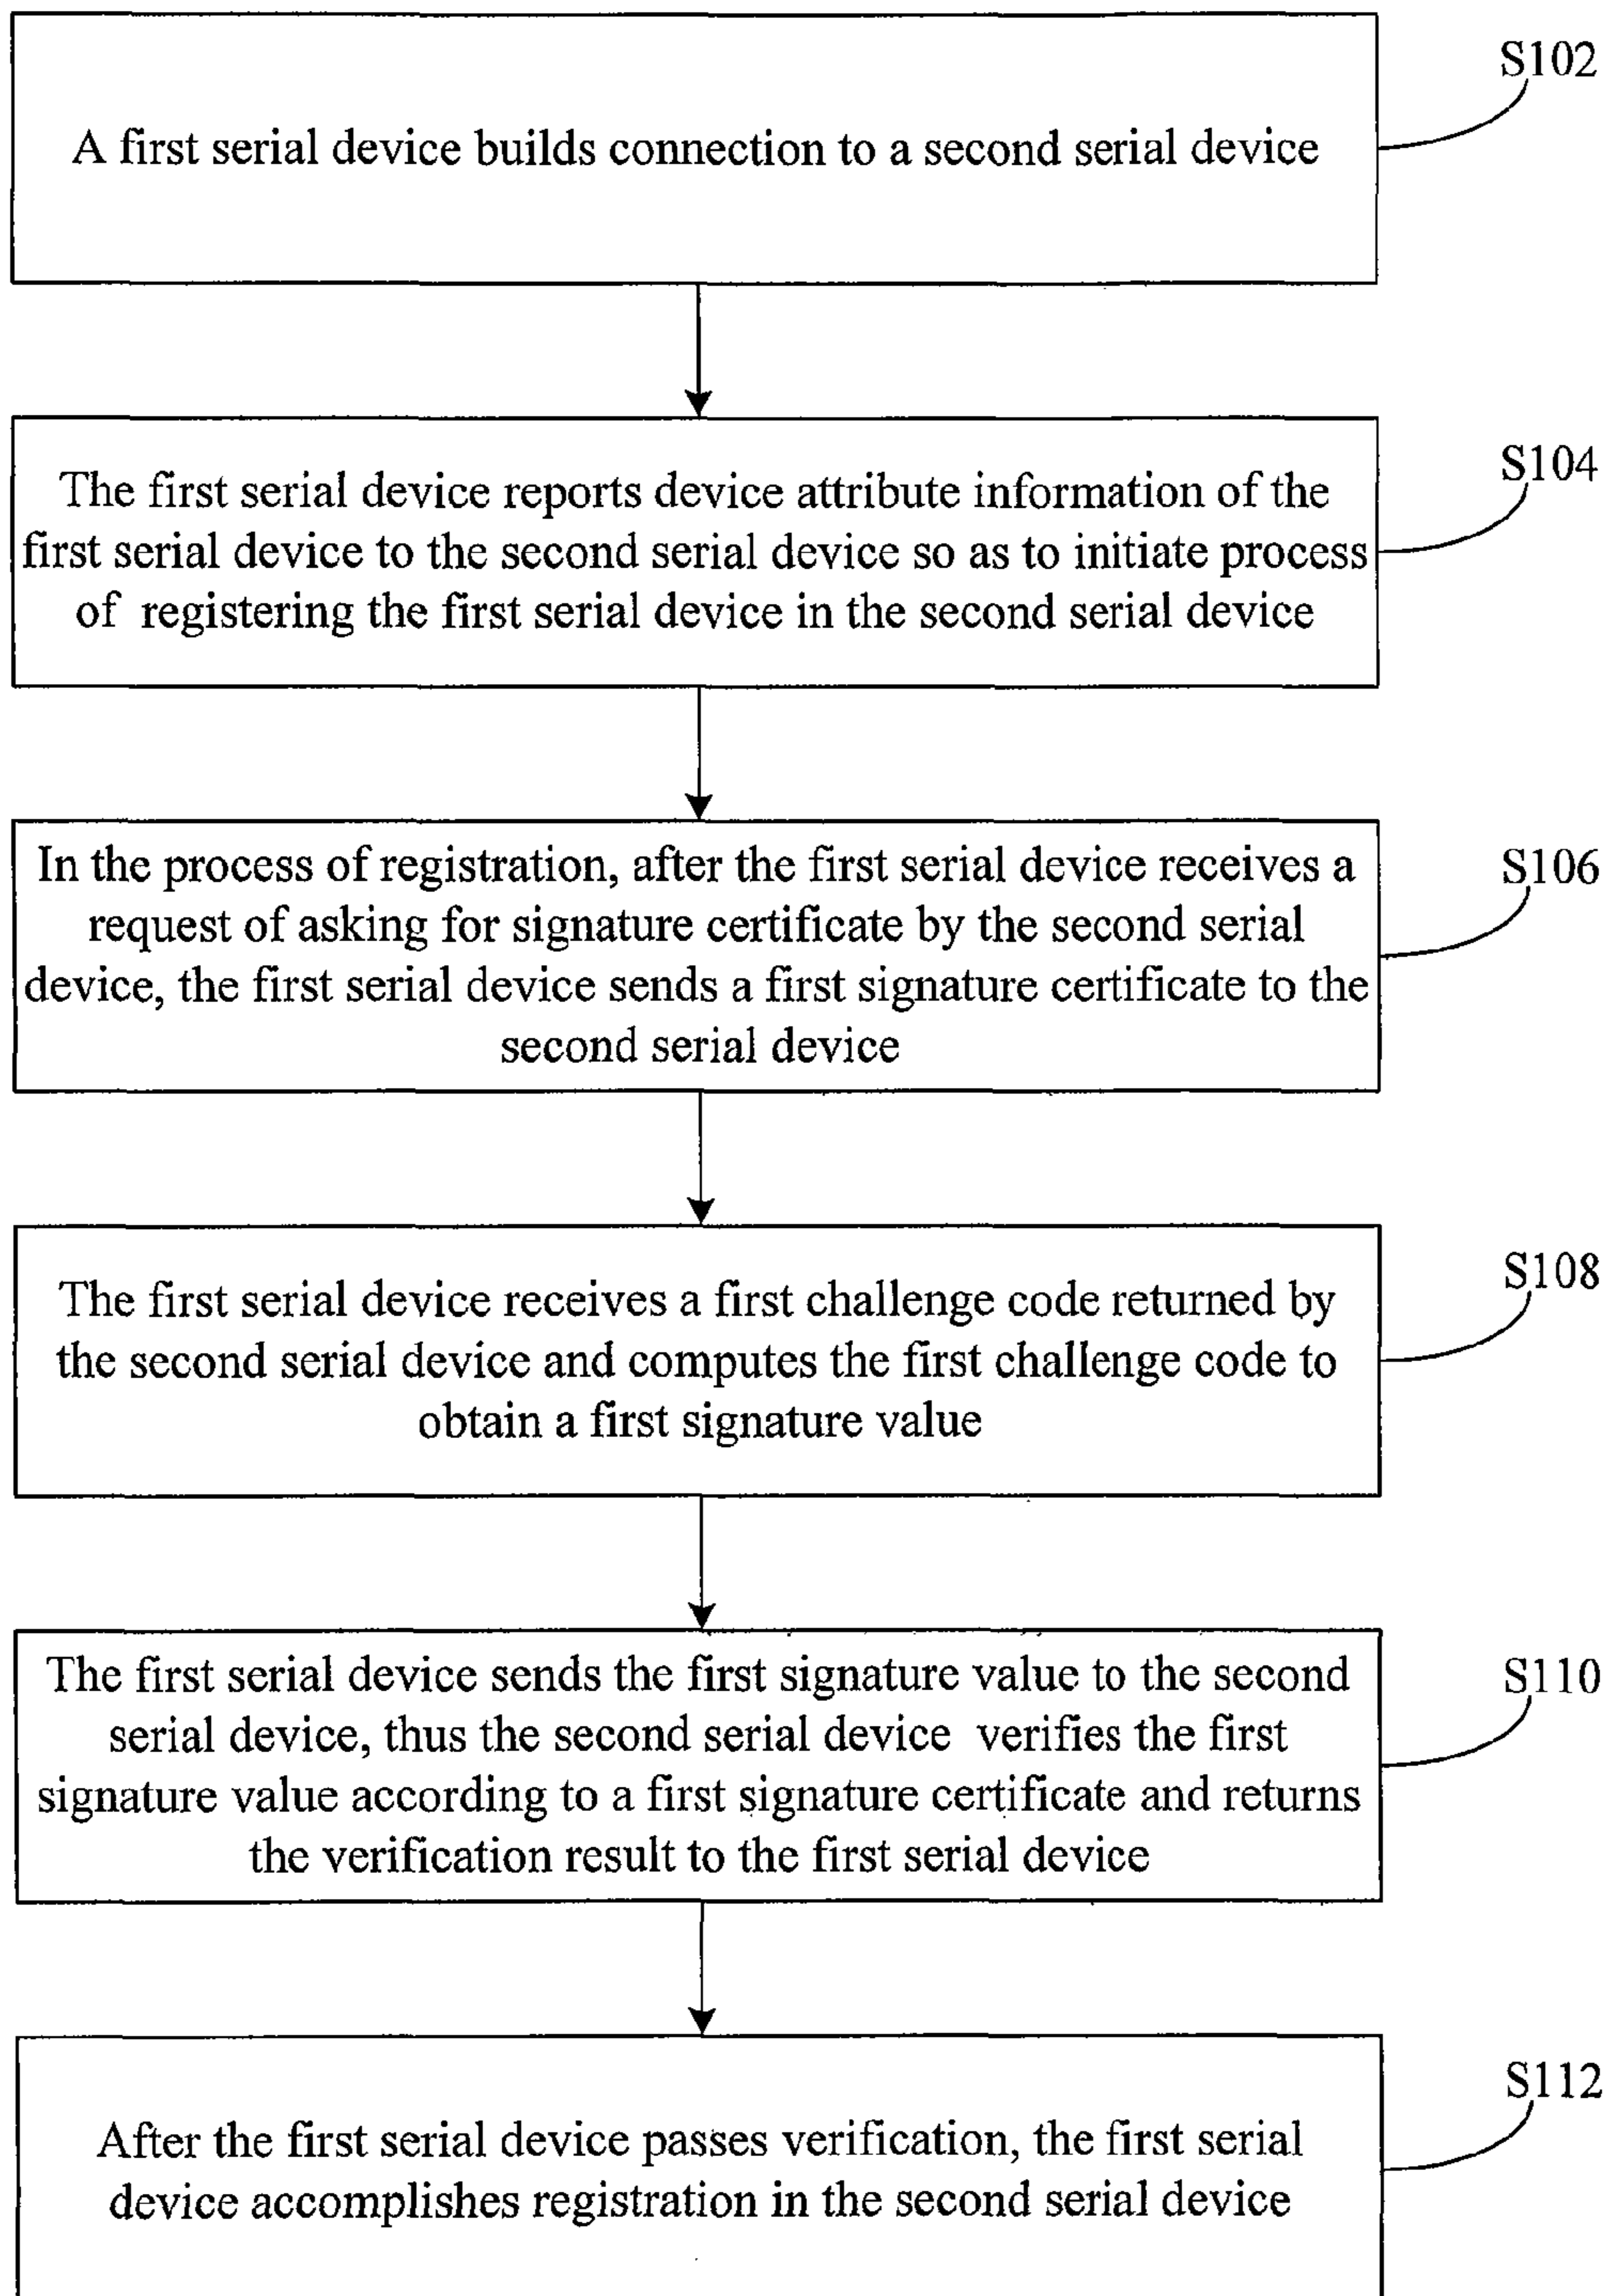 S102
A first serial device builds connection to a second serial device
S104
The first serial device reports device attribute information of the
first serial device to the second serial device so as to initiate process
of registering the first serial device in the second serial device
S106
In the process of registration, after the first serial device receives a
request of asking for signature certificate by the second serial
device, the first serial device sends a first signature certificate to the
second serial device
S108
The first serial device receives a first challenge code returned by
the second serial device and computes the first challenge code to
obtain a first signature value
S110
The first serial device sends the first signature value to the second
serial device, thus the second serial device verifies the first
signature value according to a first signature certificate and returns
the verification result to the first serial device
S112
After the first serial device passes verification, the first serial
device accomplishes registration in the second serial device